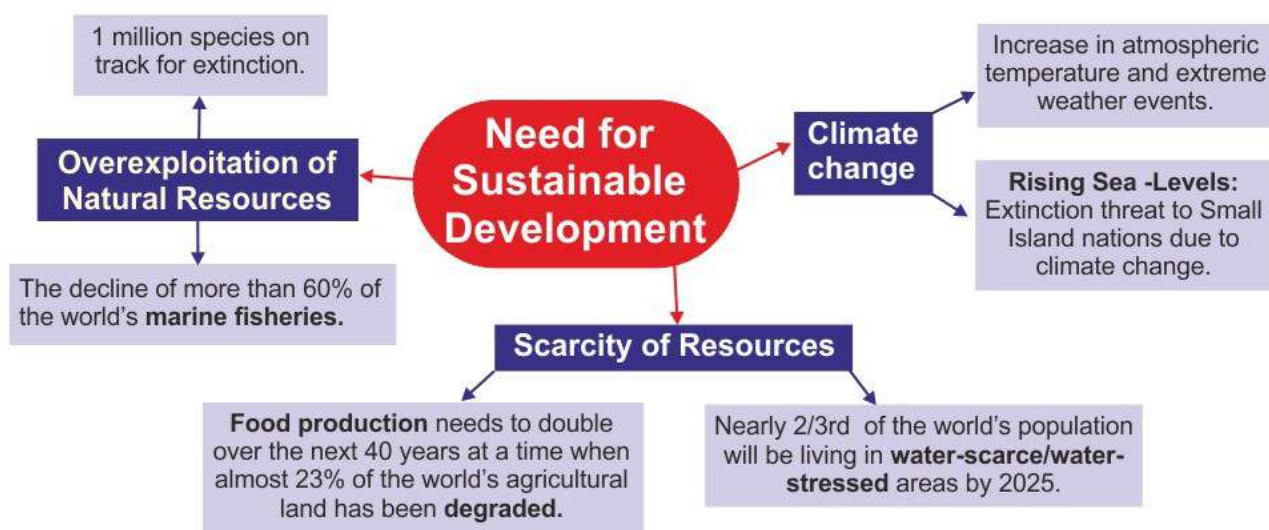 Need for
Sustainable
Development
Overexploitation of
Natural Resources
1 million species on
track for extinction.
The decline of more than 60% of
the world's marine fisheries.
Climate
change
Increase in atmospheric
temperature and extreme
weather events.
Rising Sea -Levels:
Extinction threat to Small
Island nations due to
climate change.
Scarcity of Resources
Food production needs to double
over the next 40 years at a time when
almost 23% of the world's agricultural
land has been degraded.
Nearly 2/3rd of the world's population
will be living in water-scarce/water-
stressed areas by 2025.